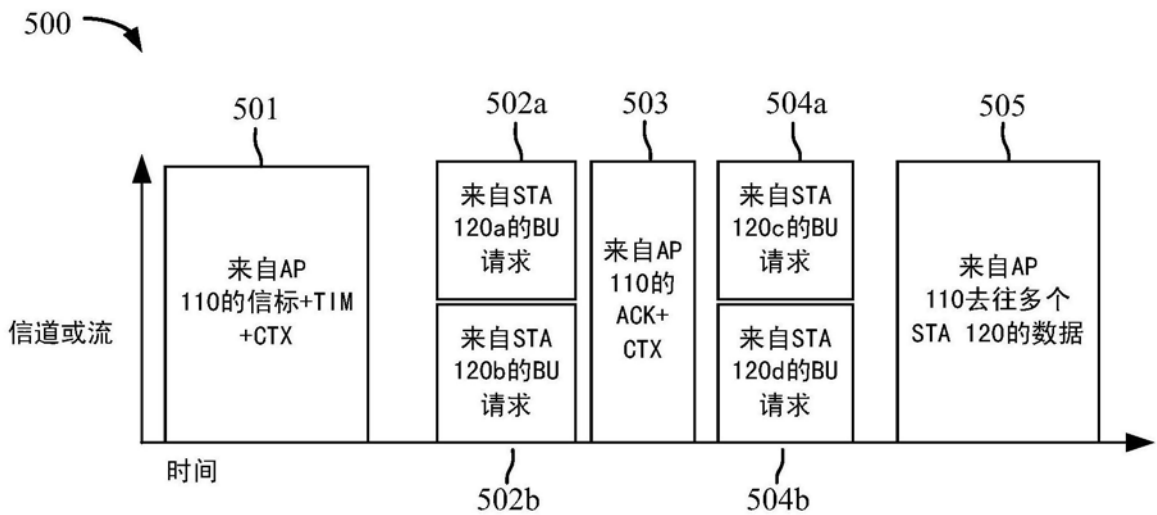 500
501
502a
503
504a
505
来自AP
110的信标+TIM
+CTX
来自STA
120a的BU
请求
来自STA
120b的BU
请求
来自AP
110的
ACK+
CTX
来自STA
120c的BU
请求
来自STA
120d的BU
请求
来自AP
110去往多个
STA 120的数据
信道或流
时间
502b
504b